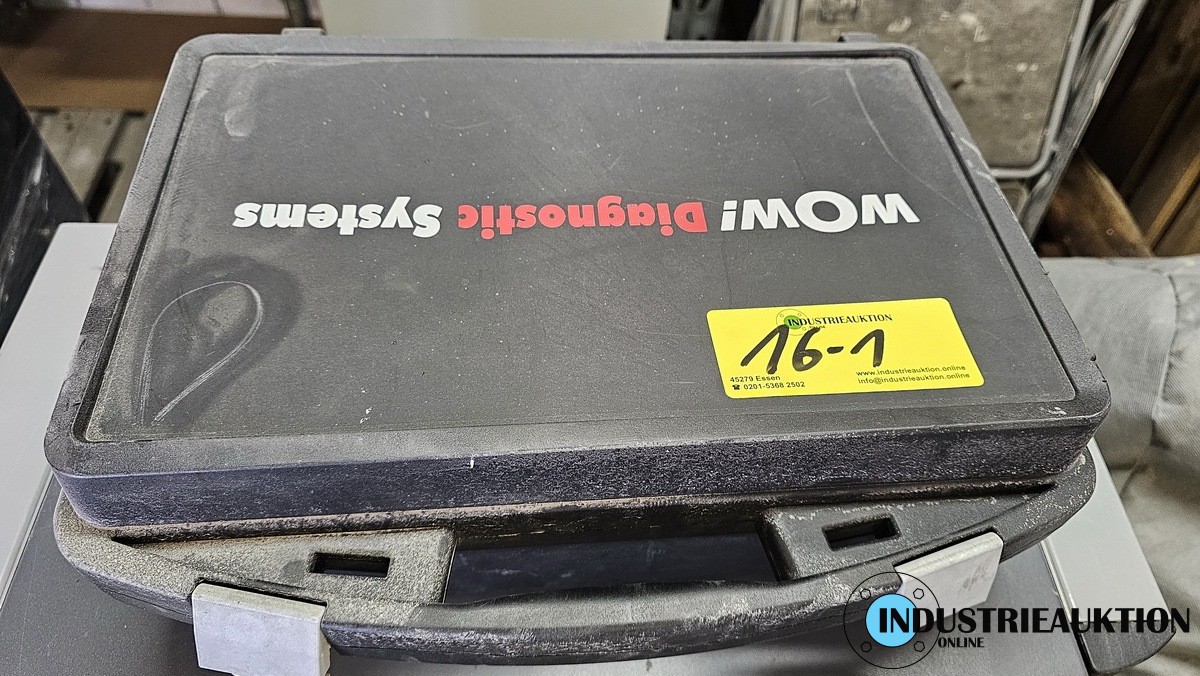 WOW! Diagnostic Systems
INDUSTRIEAUKTION
16-1
45279 Essen
☎ 0201-5368 2502
www.industrieauktion.online
info@industrieauktion.online
INDUSTRIEAUKTION
ONLINE